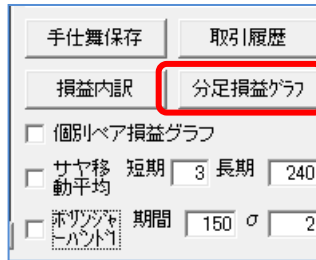 手仕舞保存 取引履歴
損益内訳 分足損益グラフ
個別ペア損益グラフ
サヤ移動平均 短期 3 長期 240
ボリンジャーバンド1 期間 150 σ 2